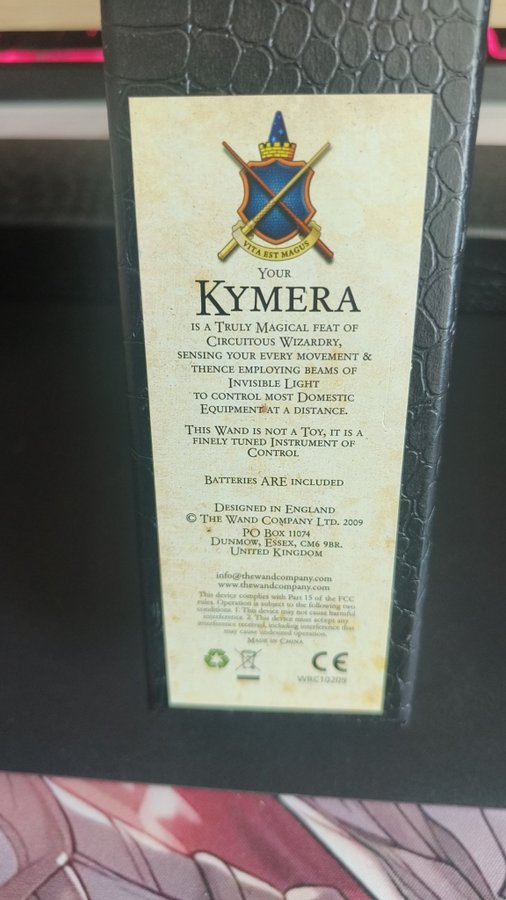 VITA EST MAGUS
YOUR
KYMERA
IS A TRULY MAGICAL FEAT OF
CIRCUITOUS WIZARDRY,
SENSING YOUR EVERY MOVEMENT &
THENCE EMPLOYING BEAMS OF
INVISIBLE LIGHT
TO CONTROL MOST DOMESTIC
EQUIPMENT AT A DISTANCE.
THIS WAND IS NOT A TOY, IT IS A
FINELY TUNED INSTRUMENT OF
CONTROL
BATTERIES ARE INCLUDED
DESIGNED IN ENGLAND
© THE WAND COMPANY LTD. 2009
PO BOX 11074
DUNMOW, ESSEX, CM6 9BR.
UNITED KINGDOM
info@thewandcompany.com
www.thewandcompany.com
This device complies with Part 15 of the FCC
rules. Operation is subject to the following two
conditions. 1. This device may not cause harmful
interference. 2. This device must accept any
interference received, including interference that
may cause undesired operation.
MADE IN CHINA
CE
WRC10209